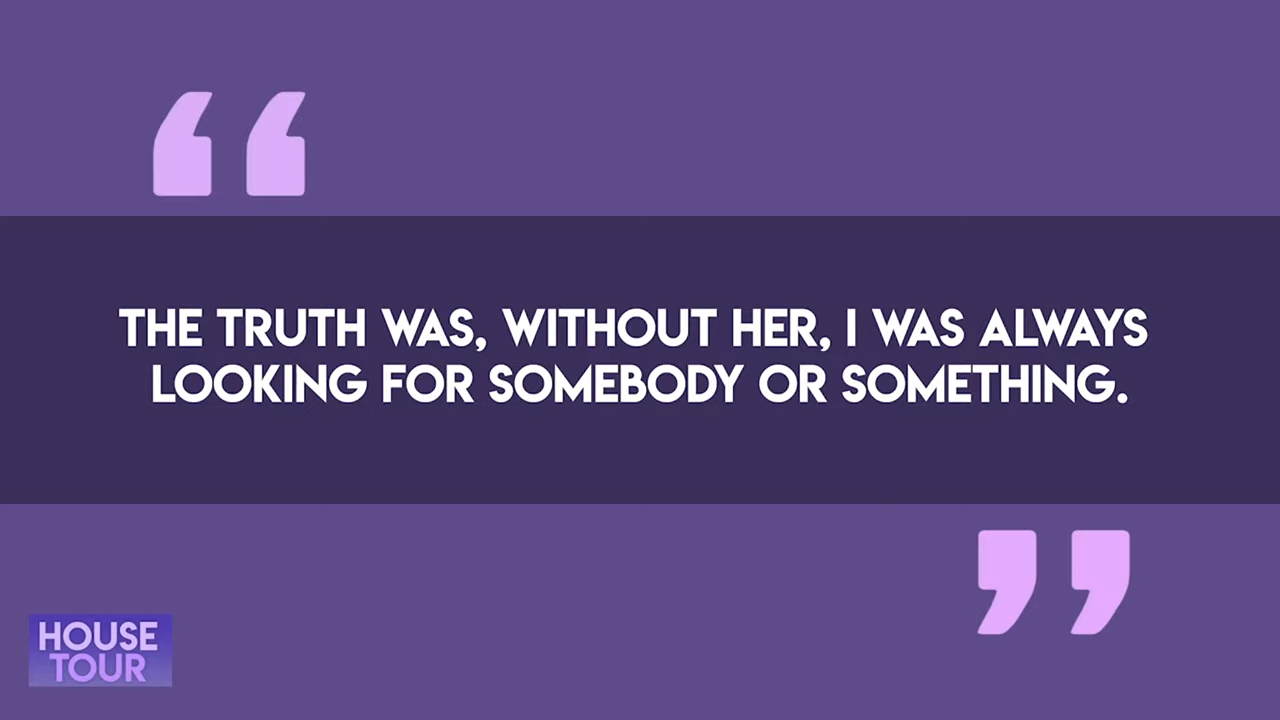 THE TRUTH WAS, WITHOUT HER, I WAS ALWAYS
LOOKING FOR SOMEBODY OR SOMETHING.
HOUSE
TOUR